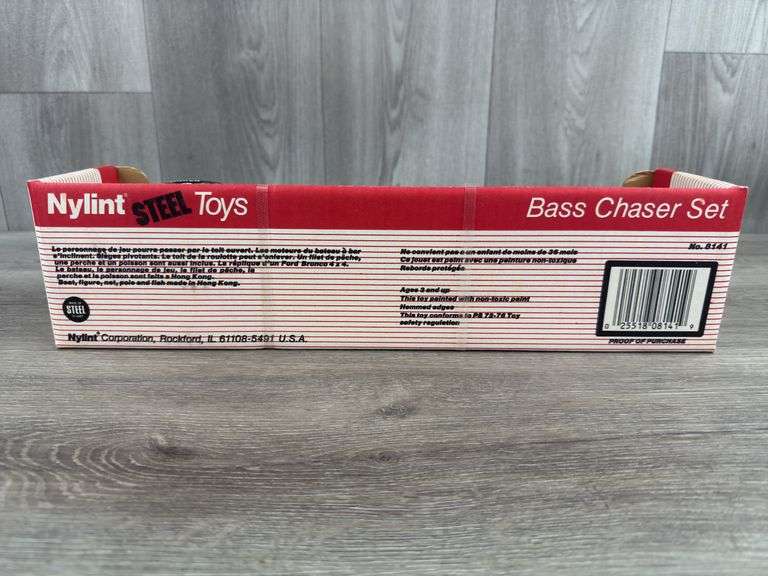 Nylint® STEEL Toys
Bass Chaser Set
No. 8141
Le personnage de jeu pourra passer par le toit ouvert. Les moteurs du bateau à bar
s'inclinent. Sièges pivotants. Le toit de la roulotte peut s'enlever. Un filet de pêche,
une perche et un poisson sont aussi inclus. La réplique d'un Ford Bronco 4 x 4.
Le bateau, le personnage de jeu, le filet de pêche, la
perche et le poisson sont faits a Hong Kong.
Boat, figure, net, pole and fish made in Hong Kong.
STEEL
Nylint® Corporation, Rockford, IL 61108-5491 U.S.A.
No convient pas a un enfant de moins de 36 mois
Ce jouet est peint avec une peinture non-toxique
Rebords protégés
Ages 3 and up
This toy painted with non-toxic paint
Hemmed edges
This toy conforms to PS 72-76 Toy
safety regulation
0 25518 08141 9
PROOF OF PURCHASE